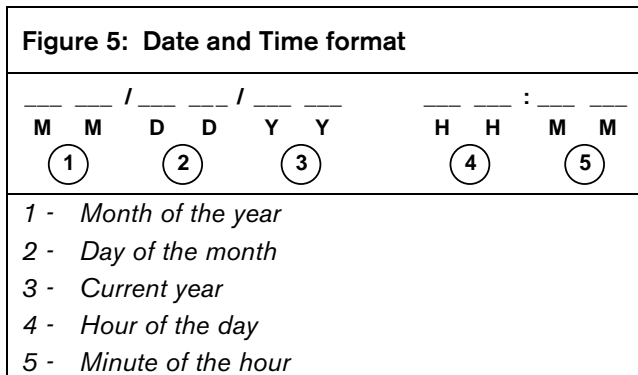 Figure 5: Date and Time format
___ ___ / ___ ___ / ___ ___ ___ ___ : ___ ___
M M D D Y Y H H M M
1 2 3 4 5
1 - Month of the year
2 - Day of the month
3 - Current year
4 - Hour of the day
5 - Minute of the hour